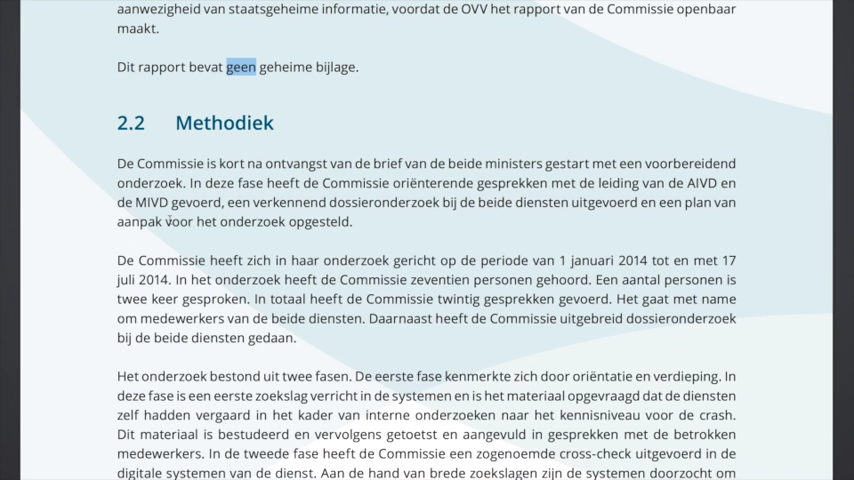 aanwezigheid van staatsgeheime informatie, voordat de OVV het rapport van de Commissie openbaar
maakt.
Dit rapport bevat geen geheime bijlage.
2.2 Methodiek
De Commissie is kort na ontvangst van de brief van de beide ministers gestart met een voorbereidend
onderzoek. In deze fase heeft de Commissie oriënterende gesprekken met de leiding van de AIVD en
de MIVD gevoerd, een verkennend dossieronderzoek bij de beide diensten uitgevoerd en een plan van
aanpak voor het onderzoek opgesteld.
De Commissie heeft zich in haar onderzoek gericht op de periode van 1 januari 2014 tot en met 17
juli 2014. In het onderzoek heeft de Commissie zeventien personen gehoord. Een aantal personen is
twee keer gesproken. In totaal heeft de Commissie twintig gesprekken gevoerd. Het gaat met name
om medewerkers van de beide diensten. Daarnaast heeft de Commissie uitgebreid dossieronderzoek
bij de beide diensten gedaan.
Het onderzoek bestond uit twee fasen. De eerste fase kenmerkte zich door oriëntatie en verdieping. In
deze fase is een eerste zoekslag verricht in de systemen en is het materiaal opgevraagd dat de diensten
zelf hadden vergaard in het kader van interne onderzoeken naar het kennisniveau voor de crash.
Dit materiaal is bestudeerd en vervolgens getoetst en aangevuld in gesprekken met de betrokken
medewerkers. In de tweede fase heeft de Commissie een zogenoemde cross-check uitgevoerd in de
digitale systemen van de dienst. Aan de hand van brede zoekslagen zijn de systemen doorzocht om